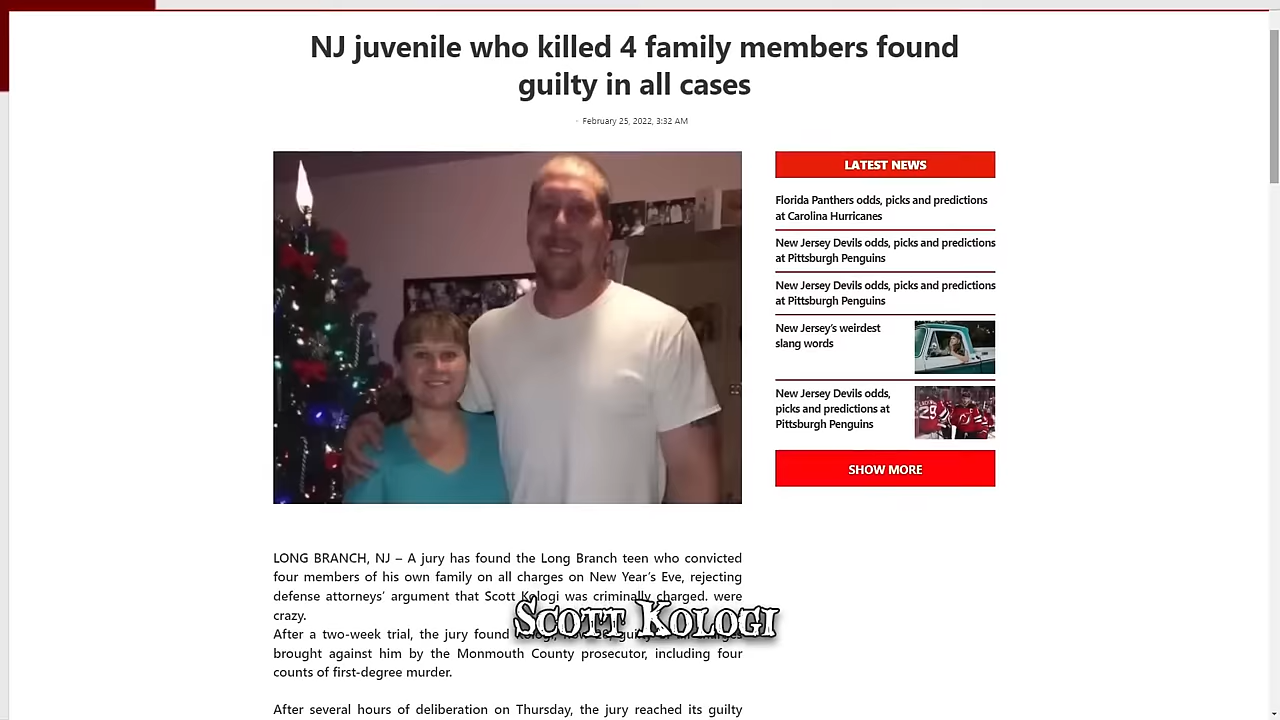 NJ juvenile who killed 4 family members found
guilty in all cases
- February 25, 2022, 3:32 AM
LATEST NEWS
Florida Panthers odds, picks and predictions
at Carolina Hurricanes
New Jersey Devils odds, picks and predictions
at Pittsburgh Penguins
New Jersey Devils odds, picks and predictions
at Pittsburgh Penguins
New Jersey's weirdest
slang words
New Jersey Devils odds,
picks and predictions at
Pittsburgh Penguins
29
SHOW MORE
LONG BRANCH, NJ – A jury has found the Long Branch teen who convicted
four members of his own family on all charges on New Year's Eve, rejecting
defense attorneys' argument that Scott Kologi was criminally charged. were
crazy.
After a two-week trial, the jury found
brought against him by the Monmouth County prosecutor, including four
counts of first-degree murder.
After several hours of deliberation on Thursday, the jury reached its guilty
Scott Kologi